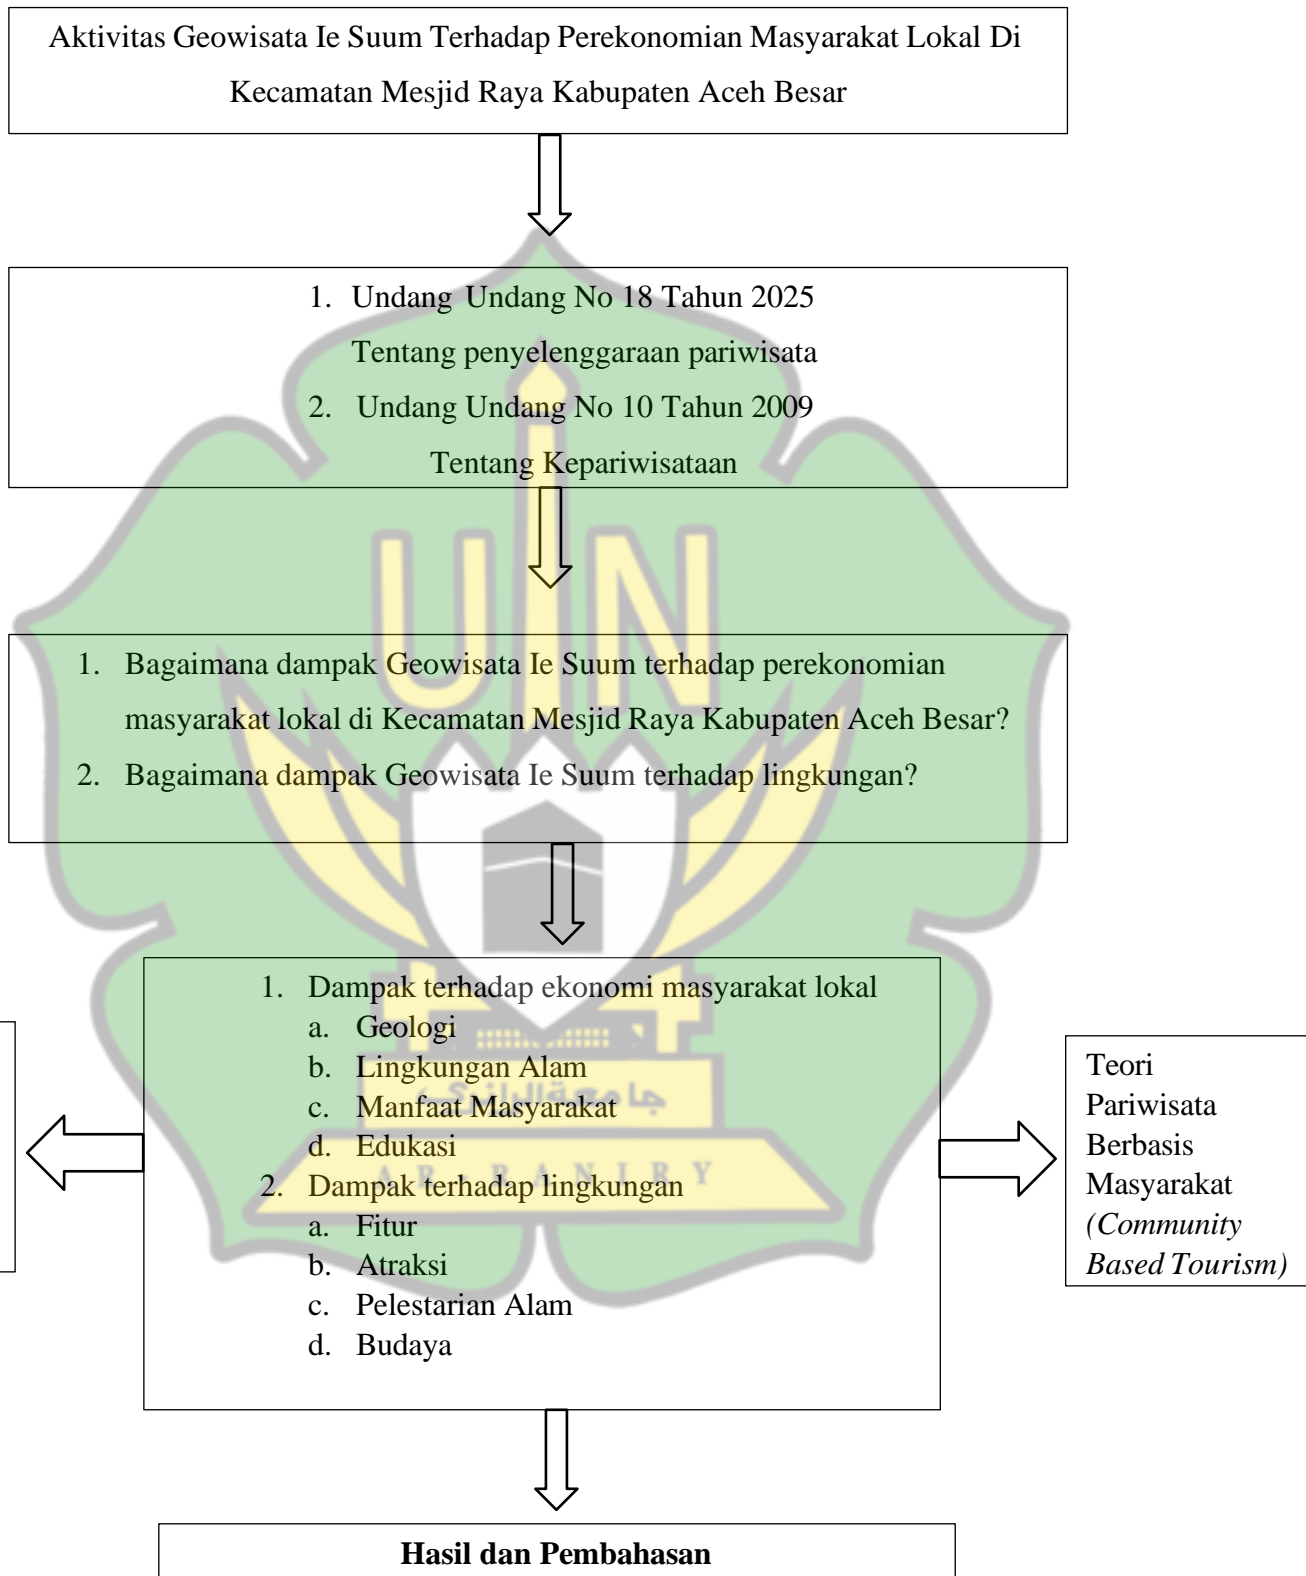 Aktivitas Geowisata Ie Suum Terhadap Perekonomian Masyarakat Lokal Di
Kecamatan Mesjid Raya Kabupaten Aceh Besar
1. Undang Undang No 18 Tahun 2025
Tentang penyelenggaraan pariwisata
2. Undang Undang No 10 Tahun 2009
Tentang Kepariwisataan
UIN
1. Bagaimana dampak Geowisata Ie Suum terhadap perekonomian
masyarakat lokal di Kecamatan Mesjid Raya Kabupaten Aceh Besar?
2. Bagaimana dampak Geowisata Ie Suum terhadap lingkungan?
1. Dampak terhadap ekonomi masyarakat lokal
a. Geologi
b. Lingkungan Alam
c. Manfaat Masyarakat
d. Edukasi
2. Dampak terhadap lingkungan
a. Fitur
b. Atraksi
c. Pelestarian Alam
d. Budaya
جامعةالرانري
AR-RANIRY
Teori
Pariwisata
Berbasis
Masyarakat
(Community
Based Tourism)
Hasil dan Pembahasan